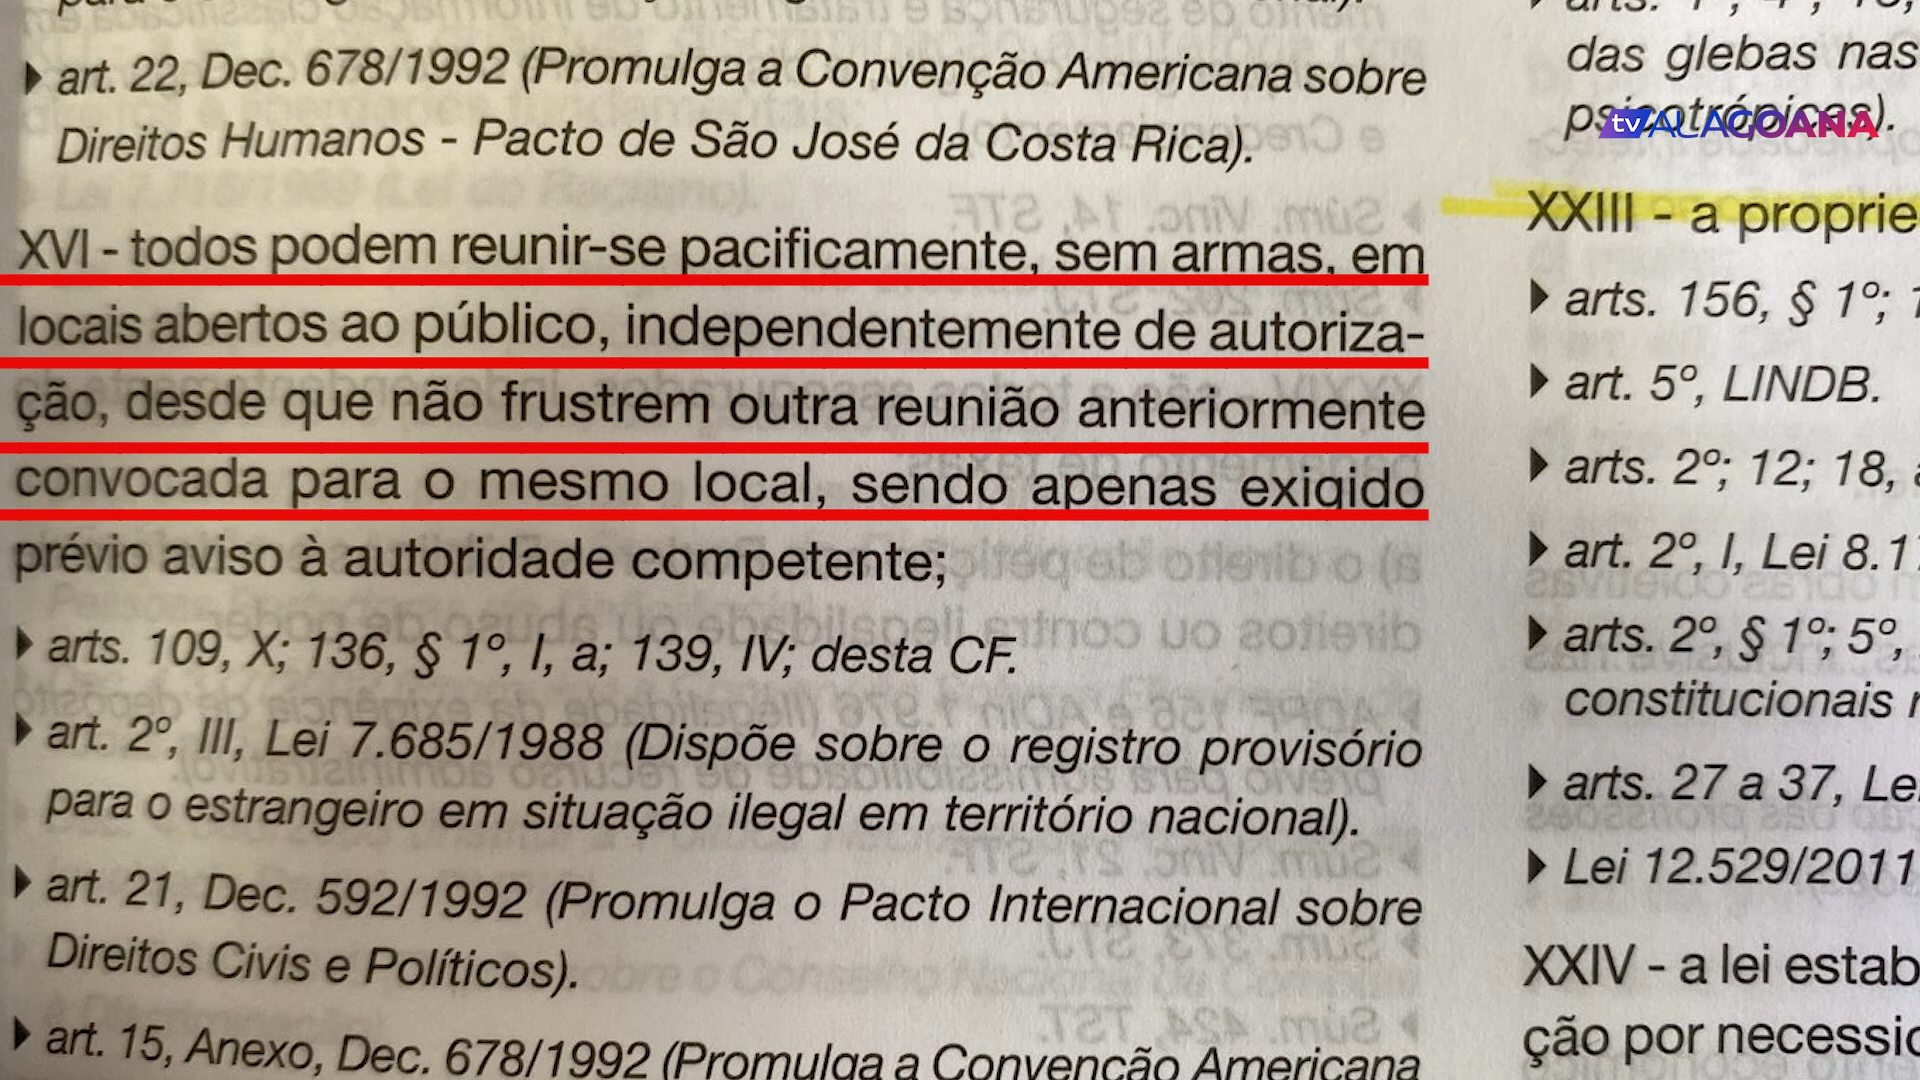 art. 22, Dec. 678/1992 (Promulga a Convenção Americana sobre
Direitos Humanos - Pacto de São José da Costa Rica).
XVI - todos podem reunir-se pacificamente, sem armas, em
locais abertos ao público, independentemente de autoriza-
ção, desde que não frustrem outra reunião anteriormente
convocada para o mesmo local, sendo apenas exigido
prévio aviso à autoridade competente;
arts. 109, X; 136, § 1º, I, a; 139, IV; desta CF.
art. 2º, III, Lei 7.685/1988 (Dispõe sobre o registro provisório
para o estrangeiro em situação ilegal em território nacional).
art. 21, Dec. 592/1992 (Promulga o Pacto Internacional sobre
Direitos Civis e Políticos).
art. 15, Anexo, Dec. 678/1992 (Promulga a Convenção Americana
das glebas nas
psicotrópicas).
tv ALAGOANA
XXIII - a proprie
arts. 156, § 1º; 1
art. 5º, LINDB.
arts. 2º; 12; 18,
art. 2º, I, Lei 8.1
arts. 2º, § 1º; 5º,
constitucionais
arts. 27 a 37, Le
Lei 12.529/2011
XXIV - a lei estab
ção por necessi